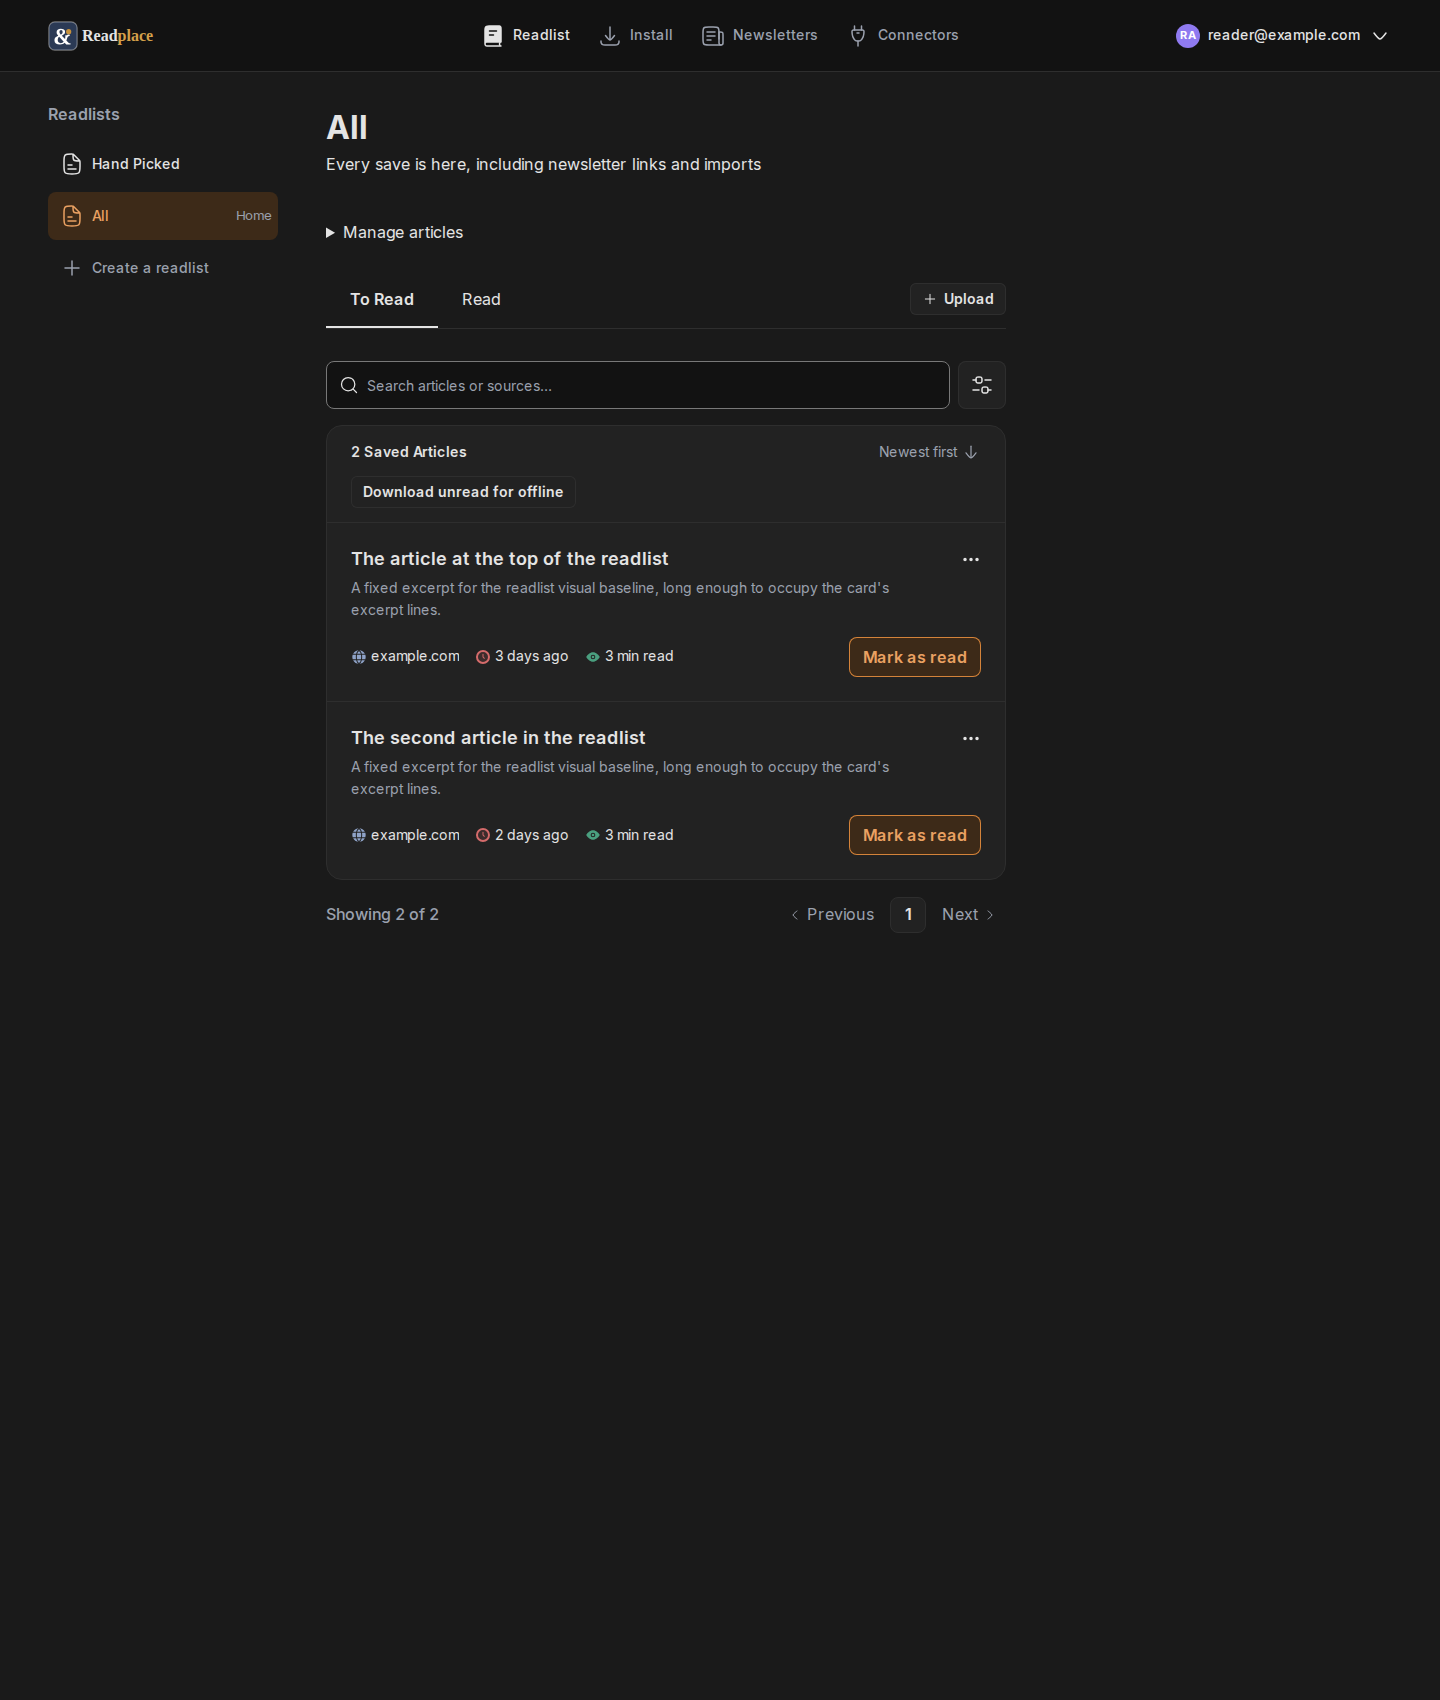 & Readplace
Readlist
Install
Newsletters
Connectors
RA reader@example.com
Readlists
Hand Picked
All
Home
Create a readlist
All
Every save is here, including newsletter links and imports
Manage articles
To Read
Read
Upload
Search articles or sources...
2 Saved Articles
Newest first
Download unread for offline
The article at the top of the readlist
A fixed excerpt for the readlist visual baseline, long enough to occupy the card's
excerpt lines.
example.com
3 days ago
3 min read
Mark as read
The second article in the readlist
A fixed excerpt for the readlist visual baseline, long enough to occupy the card's
excerpt lines.
example.com
2 days ago
3 min read
Mark as read
Showing 2 of 2
Previous
1
Next